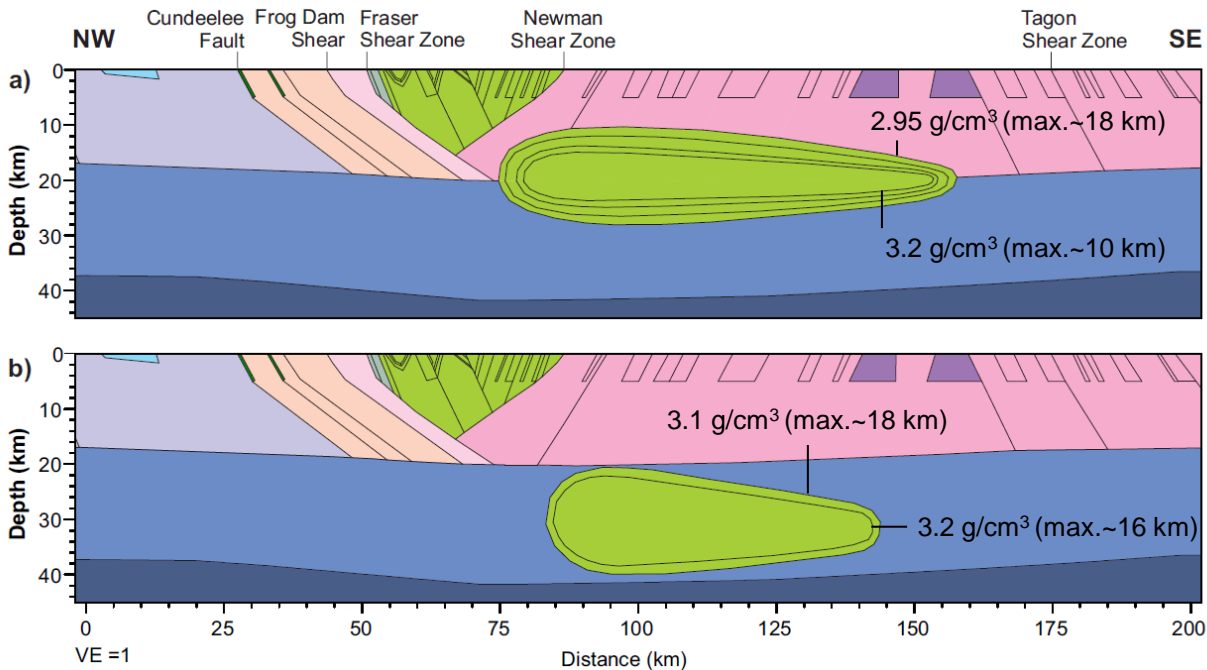 Cundeelee Fault
Frog Dam Shear
Fraser Shear Zone
Newman Shear Zone
Tagon Shear Zone
NW
SE
a)
0
10
20
30
40
Depth (km)
2.95 g/cm³ (max.~18 km)
3.2 g/cm³ (max.~10 km)
b)
0
10
20
30
40
Depth (km)
3.1 g/cm³ (max.~18 km)
3.2 g/cm³ (max.~16 km)
0 25 50 75 100 125 150 175 200
VE =1
Distance (km)